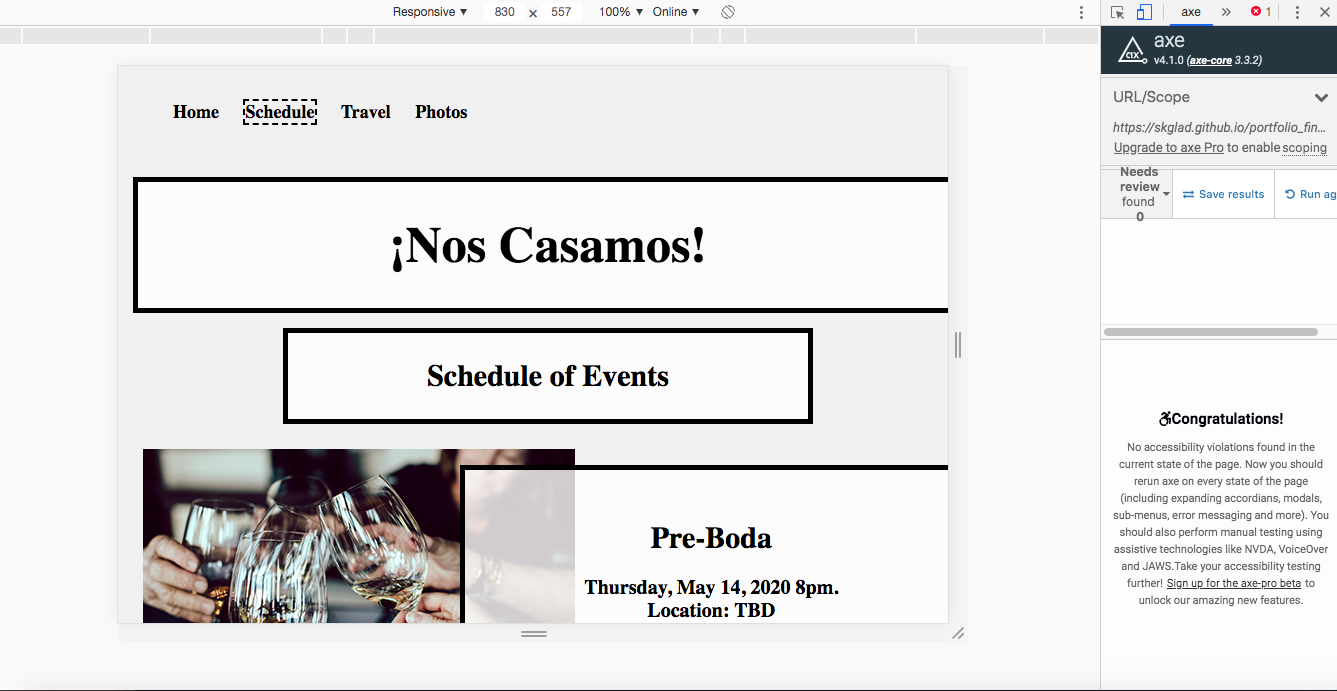 Responsive ▼ 830 x 557 100% ▼ Online ▼
axe » 1
axe
v4.1.0 (axe-core 3.3.2)
URL/Scope
https://skglad.github.io/portfolio_fin...
Upgrade to axe Pro to enable scoping
Needs
review
found
0
Save results
Run ag
Home Schedule Travel Photos
¡Nos Casamos!
Schedule of Events
Pre-Boda
Thursday, May 14, 2020 8pm.
Location: TBD
Congratulations!
No accessibility violations found in the
current state of the page. Now you should
rerun axe on every state of the page
(including expanding accordians, modals,
sub-menus, error messaging and more). You
should also perform manual testing using
assistive technologies like NVDA, VoiceOver
and JAWS.Take your accessibility testing
further! Sign up for the axe-pro beta to
unlock our amazing new features.